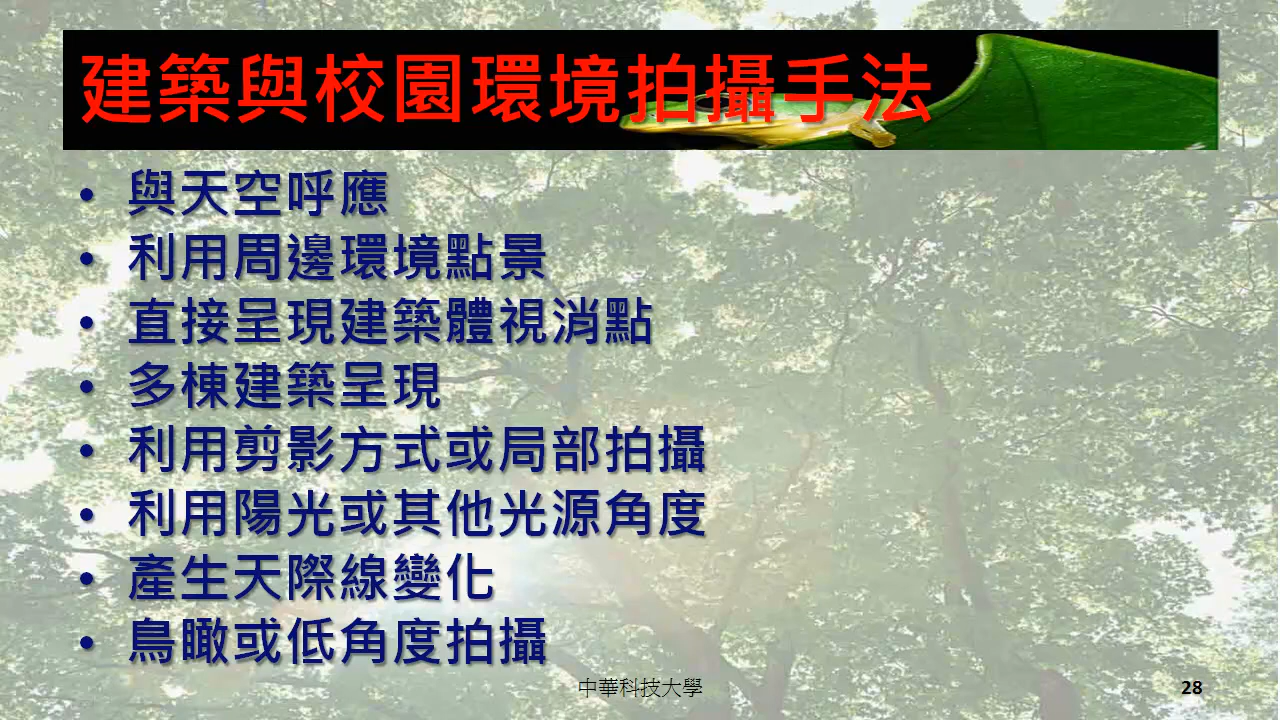 建築與校園環境拍攝手法
• 與天空呼應
• 利用周邊環境點景
• 直接呈現建築體視消點
• 多棟建築呈現
• 利用剪影方式或局部拍攝
• 利用陽光或其他光源角度
• 產生天際線變化
• 鳥瞰或低角度拍攝
中華科技大學
28